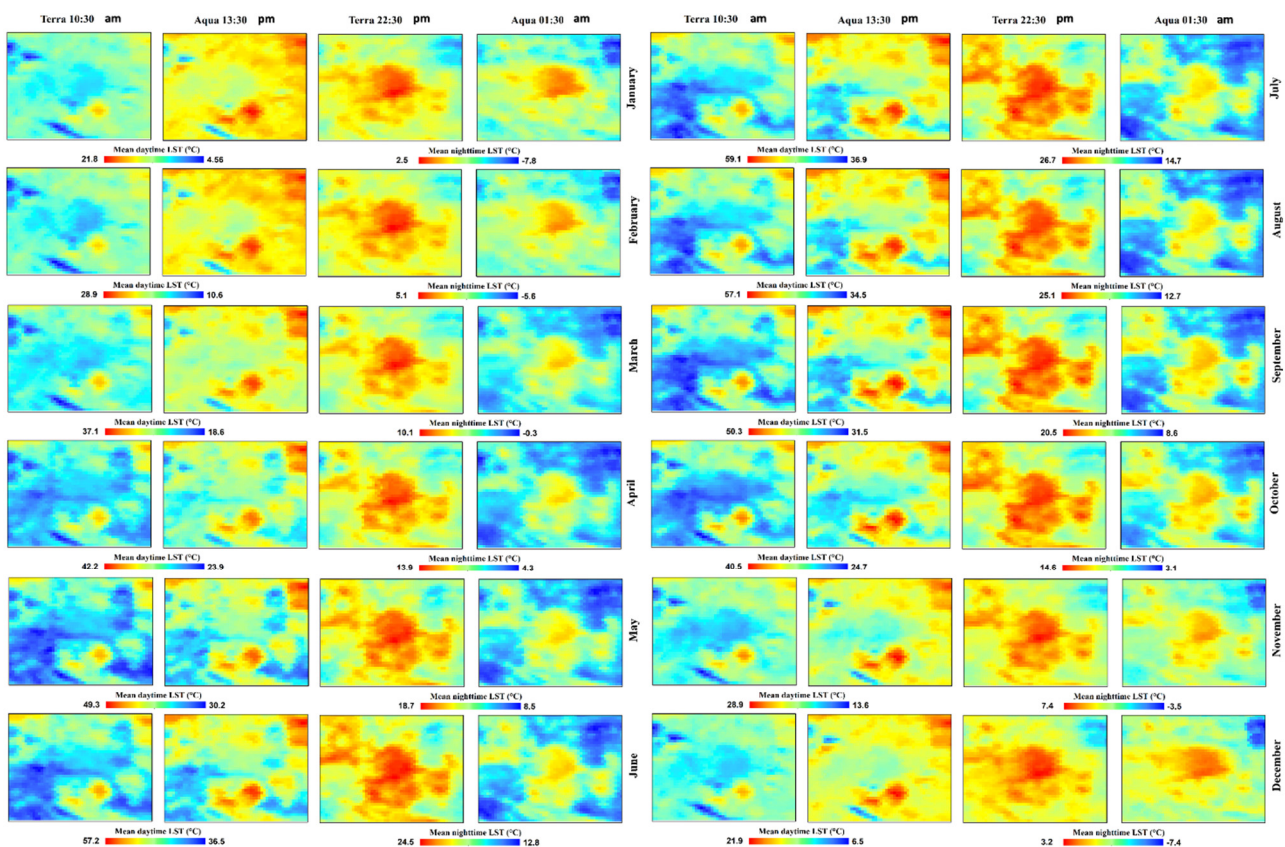 Terra 10:30 am Aqua 13:30 pm Terra 22:30 pm Aqua 01:30 am
January
Mean daytime LST (°C) Mean nighttime LST (°C)
21.8 4.56 2.5 -7.8
February
Mean daytime LST (°C) Mean nighttime LST (°C)
28.9 10.6 5.1 -5.6
March
Mean daytime LST (°C) Mean nighttime LST (°C)
37.1 18.6 10.1 -0.3
April
Mean daytime LST (°C) Mean nighttime LST (°C)
42.2 23.9 13.9 4.3
May
Mean daytime LST (°C) Mean nighttime LST (°C)
49.3 30.2 18.7 8.5
June
Mean daytime LST (°C) Mean nighttime LST (°C)
57.2 36.5 24.5 12.8
Terra 10:30 am Aqua 13:30 pm Terra 22:30 pm Aqua 01:30 am
July
Mean daytime LST (°C) Mean nighttime LST (°C)
59.1 36.9 26.7 14.7
August
Mean daytime LST (°C) Mean nighttime LST (°C)
57.1 34.5 25.1 12.7
September
Mean daytime LST (°C) Mean nighttime LST (°C)
50.3 31.5 20.5 8.6
October
Mean daytime LST (°C) Mean nighttime LST (°C)
40.5 24.7 14.6 3.1
November
Mean daytime LST (°C) Mean nighttime LST (°C)
28.9 13.6 7.4 -3.5
December
Mean daytime LST (°C) Mean nighttime LST (°C)
21.9 6.5 3.2 -7.4